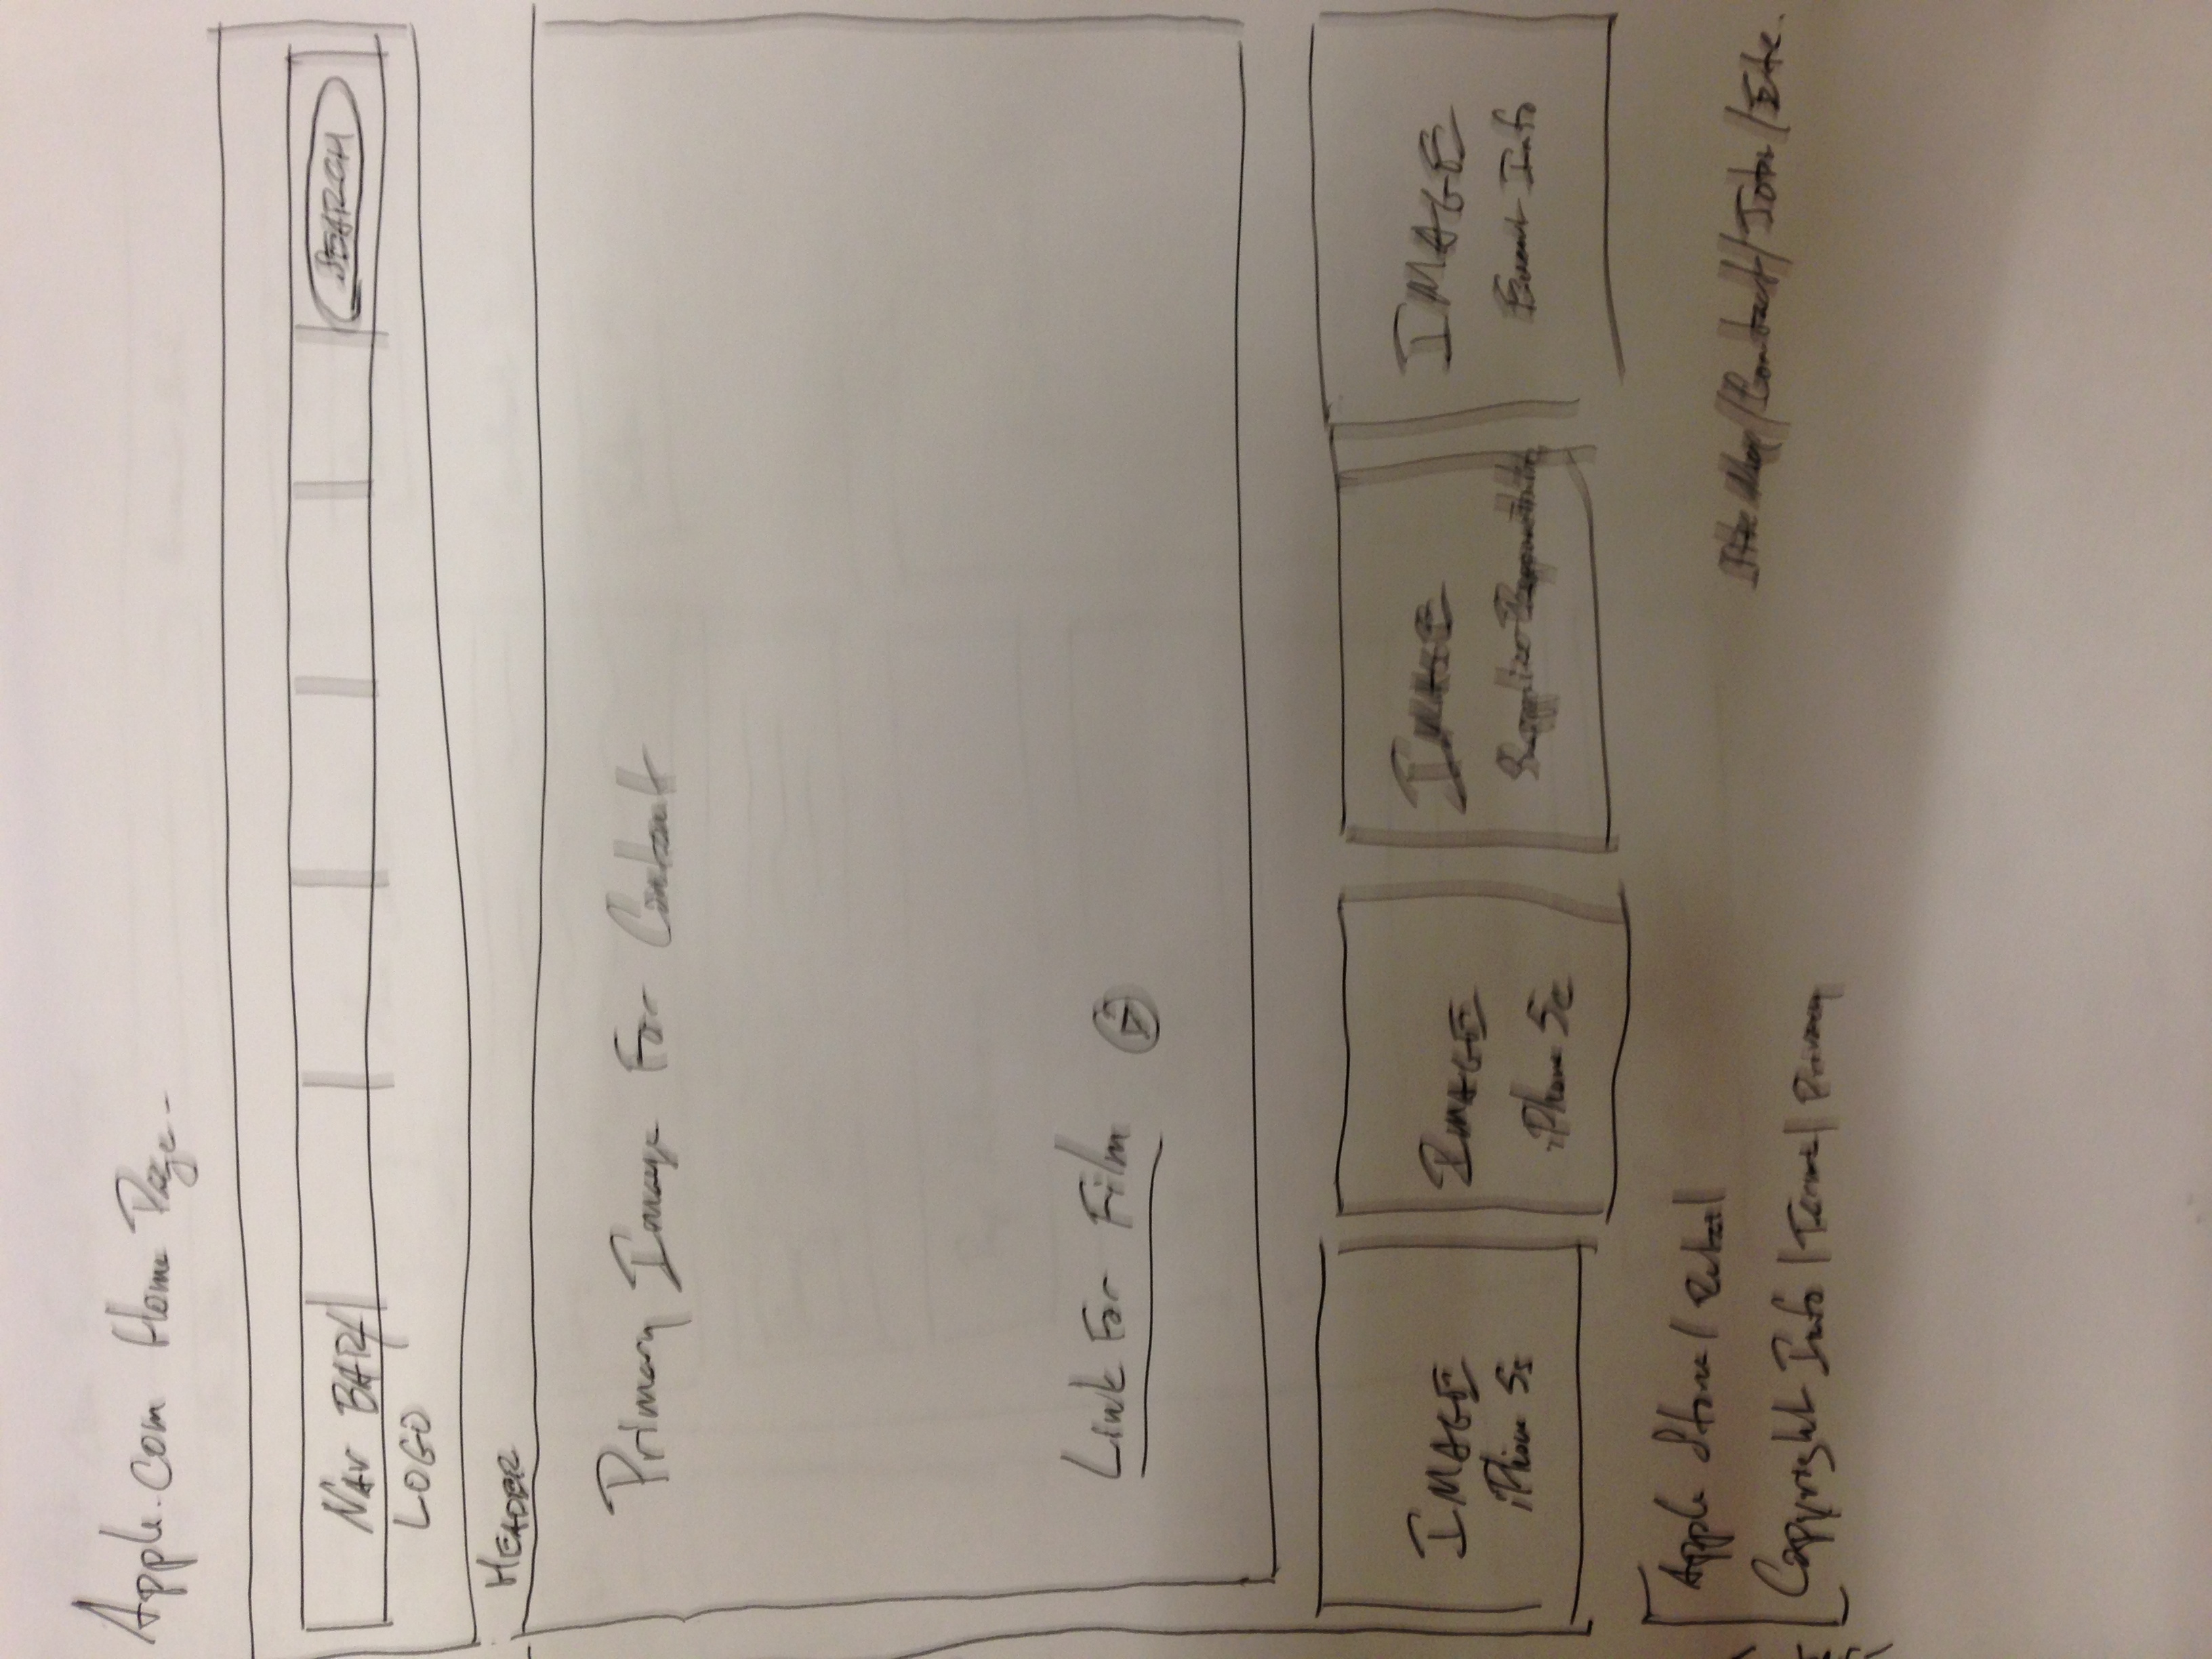 Apple.com Home Page-
NAV BAR/
SEARCH
LOGO
HEADER
Primary Image For Content
Link For Film
IMAGE
iPhone 5s
IMAGE
iPhone 5c
IMAGE
Supplier Responsibility
IMAGE
Event Info
Apple Store / Retail
Site Map / Contact / Jobs / Etc.
Copyright Info / Terms / Privacy